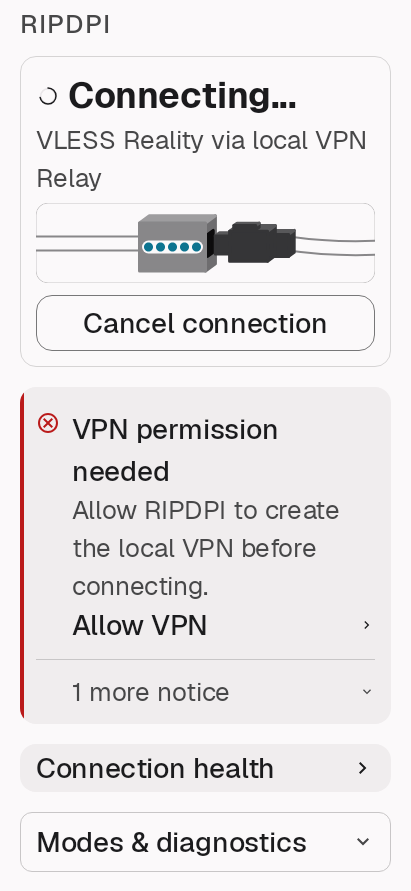 RIPDPI
Connecting...
VLESS Reality via local VPN
Relay
Cancel connection
VPN permission
needed
Allow RIPDPI to create
the local VPN before
connecting.
Allow VPN
1 more notice
Connection health
Modes & diagnostics